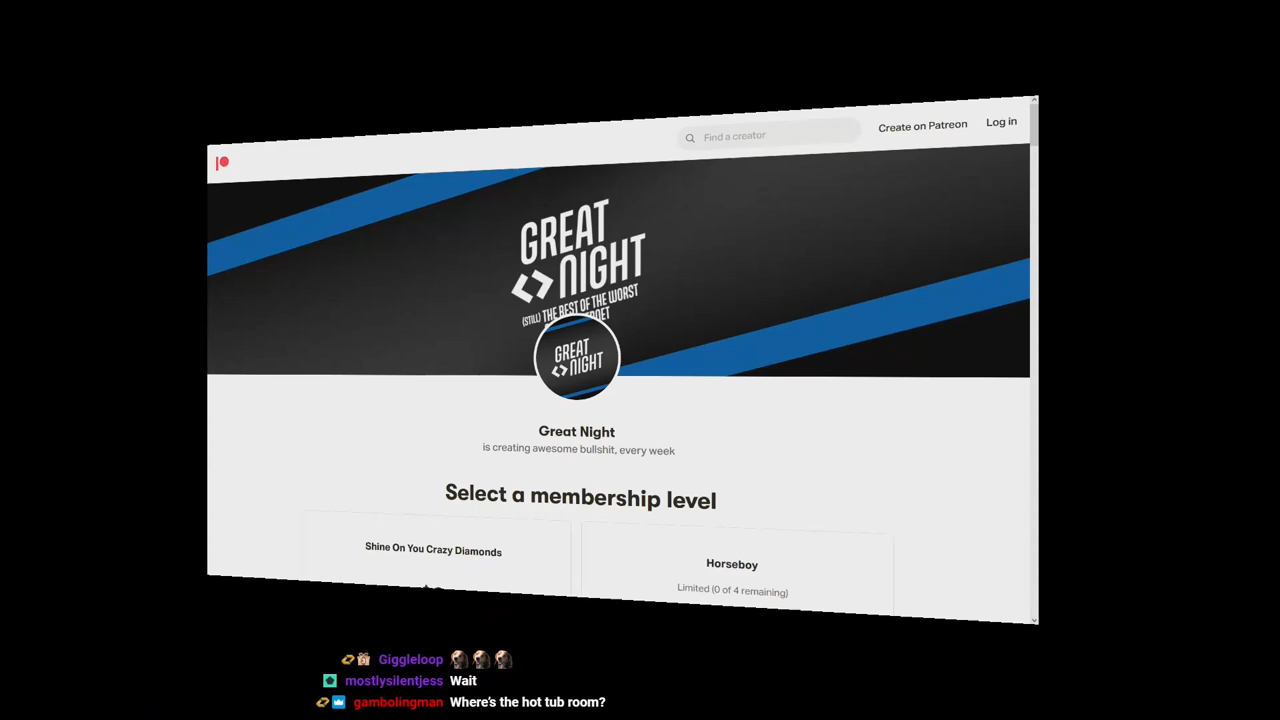 Find a creator
Create on Patreon
Log in
GREAT
NIGHT
(STILL) THE BEST OF THE WORST
GREAT
NIGHT
Great Night
is creating awesome bullshit, every week
Select a membership level
Shine On You Crazy Diamonds
Horseboy
Limited (0 of 4 remaining)
Giggleloop
mostlysilentjess Wait
gambolingman Where's the hot tub room?